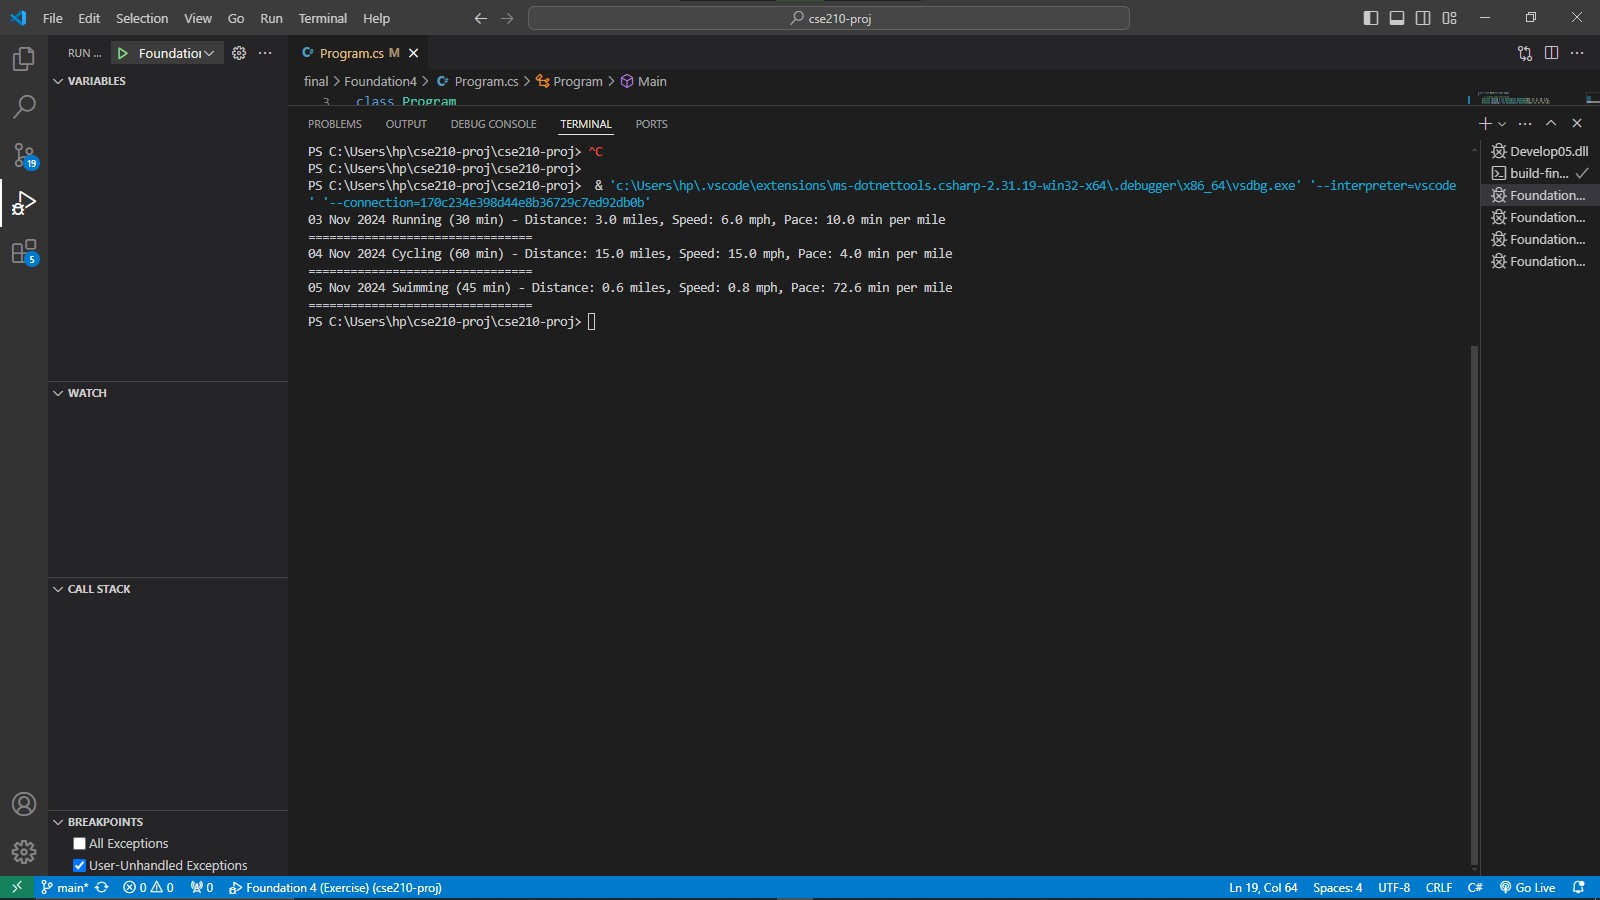 File Edit Selection View Go Run Terminal Help cse210-proj
RUN ... Foundation
Program.cs M
VARIABLES
final > Foundation4 > Program.cs > Program > Main
3 class Program
PROBLEMS OUTPUT DEBUG CONSOLE TERMINAL PORTS
PS C:\Users\hp\cse210-proj\cse210-proj> ^C
PS C:\Users\hp\cse210-proj\cse210-proj>
PS C:\Users\hp\cse210-proj\cse210-proj> & 'c:\Users\hp\.vscode\extensions\ms-dotnettools.csharp-2.31.19-win32-x64\.debugger\x86_64\vsdbg.exe' '--interpreter=vscode
' '--connection=170c234e398d44e8b36729c7ed92db0b'
03 Nov 2024 Running (30 min) - Distance: 3.0 miles, Speed: 6.0 mph, Pace: 10.0 min per mile
================================
04 Nov 2024 Cycling (60 min) - Distance: 15.0 miles, Speed: 15.0 mph, Pace: 4.0 min per mile
================================
05 Nov 2024 Swimming (45 min) - Distance: 0.6 miles, Speed: 0.8 mph, Pace: 72.6 min per mile
================================
PS C:\Users\hp\cse210-proj\cse210-proj>
Develop05.dll
build-fin...
Foundation...
Foundation...
Foundation...
Foundation...
19
5
WATCH
CALL STACK
BREAKPOINTS
All Exceptions
User-Unhandled Exceptions
main* 0 0 0 Foundation 4 (Exercise) (cse210-proj) Ln 19, Col 64 Spaces: 4 UTF-8 CRLF C# Go Live